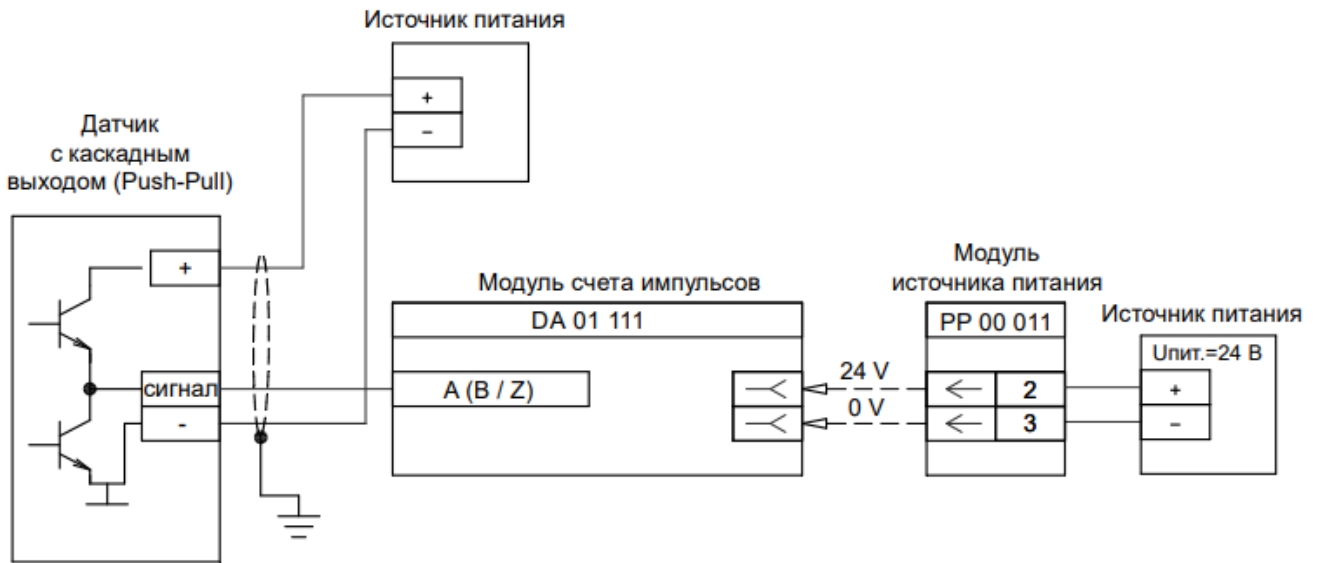 Источник питания
+
−
Датчик
с каскадным
выходом (Push-Pull)
+
сигнал
-
Модуль счета импульсов
DA 01 111
A (B / Z)
24 V
0 V
Модуль
источника питания
PP 00 011
2
3
Источник питания
Uпит.=24 В
+
−